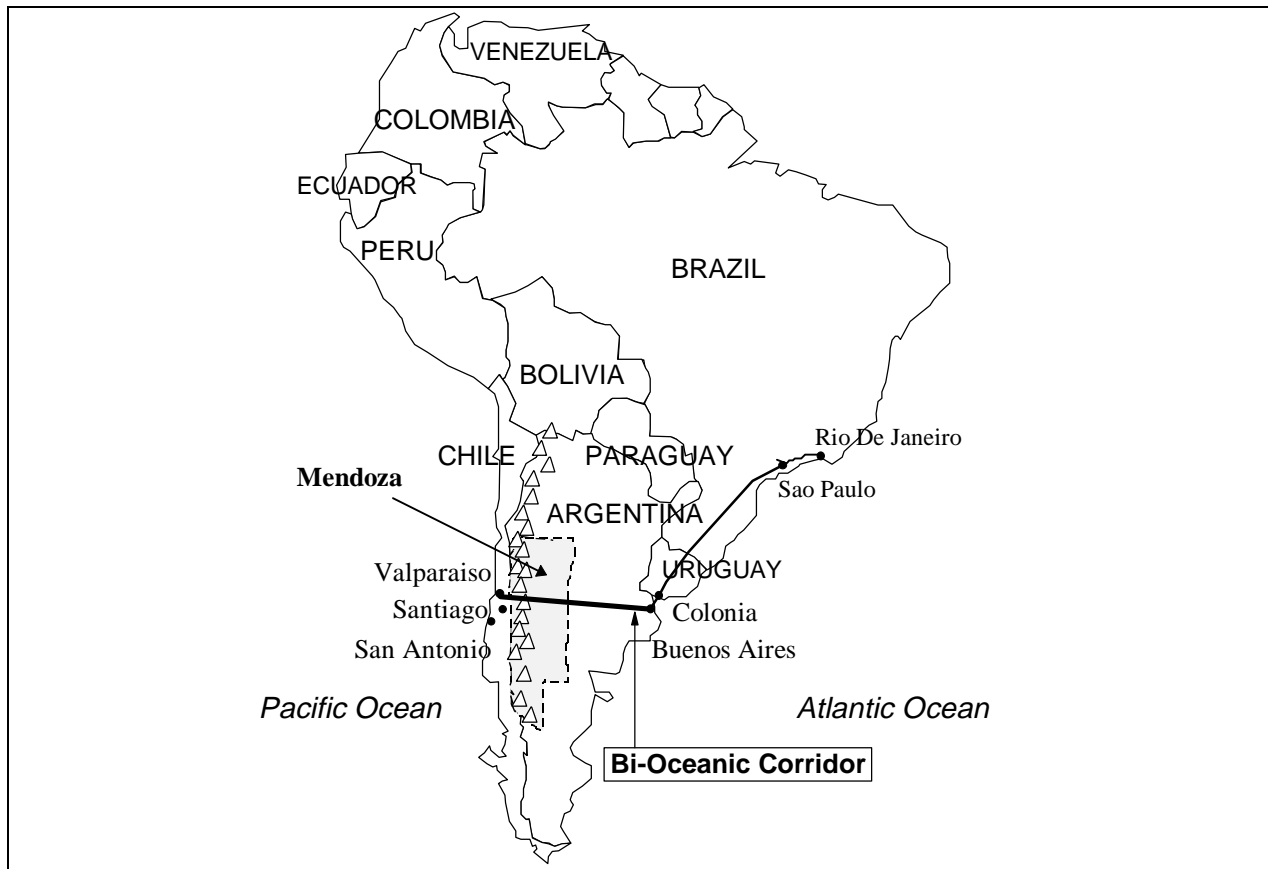 VENEZUELA
COLOMBIA
ECUADOR
PERU
BRAZIL
BOLIVIA
Rio De Janeiro
CHILE
PARAGUAY
Mendoza
Sao Paulo
ARGENTINA
Valparaiso
URUGUAY
Santiago
Colonia
San Antonio
Buenos Aires
Pacific Ocean
Atlantic Ocean
Bi-Oceanic Corridor